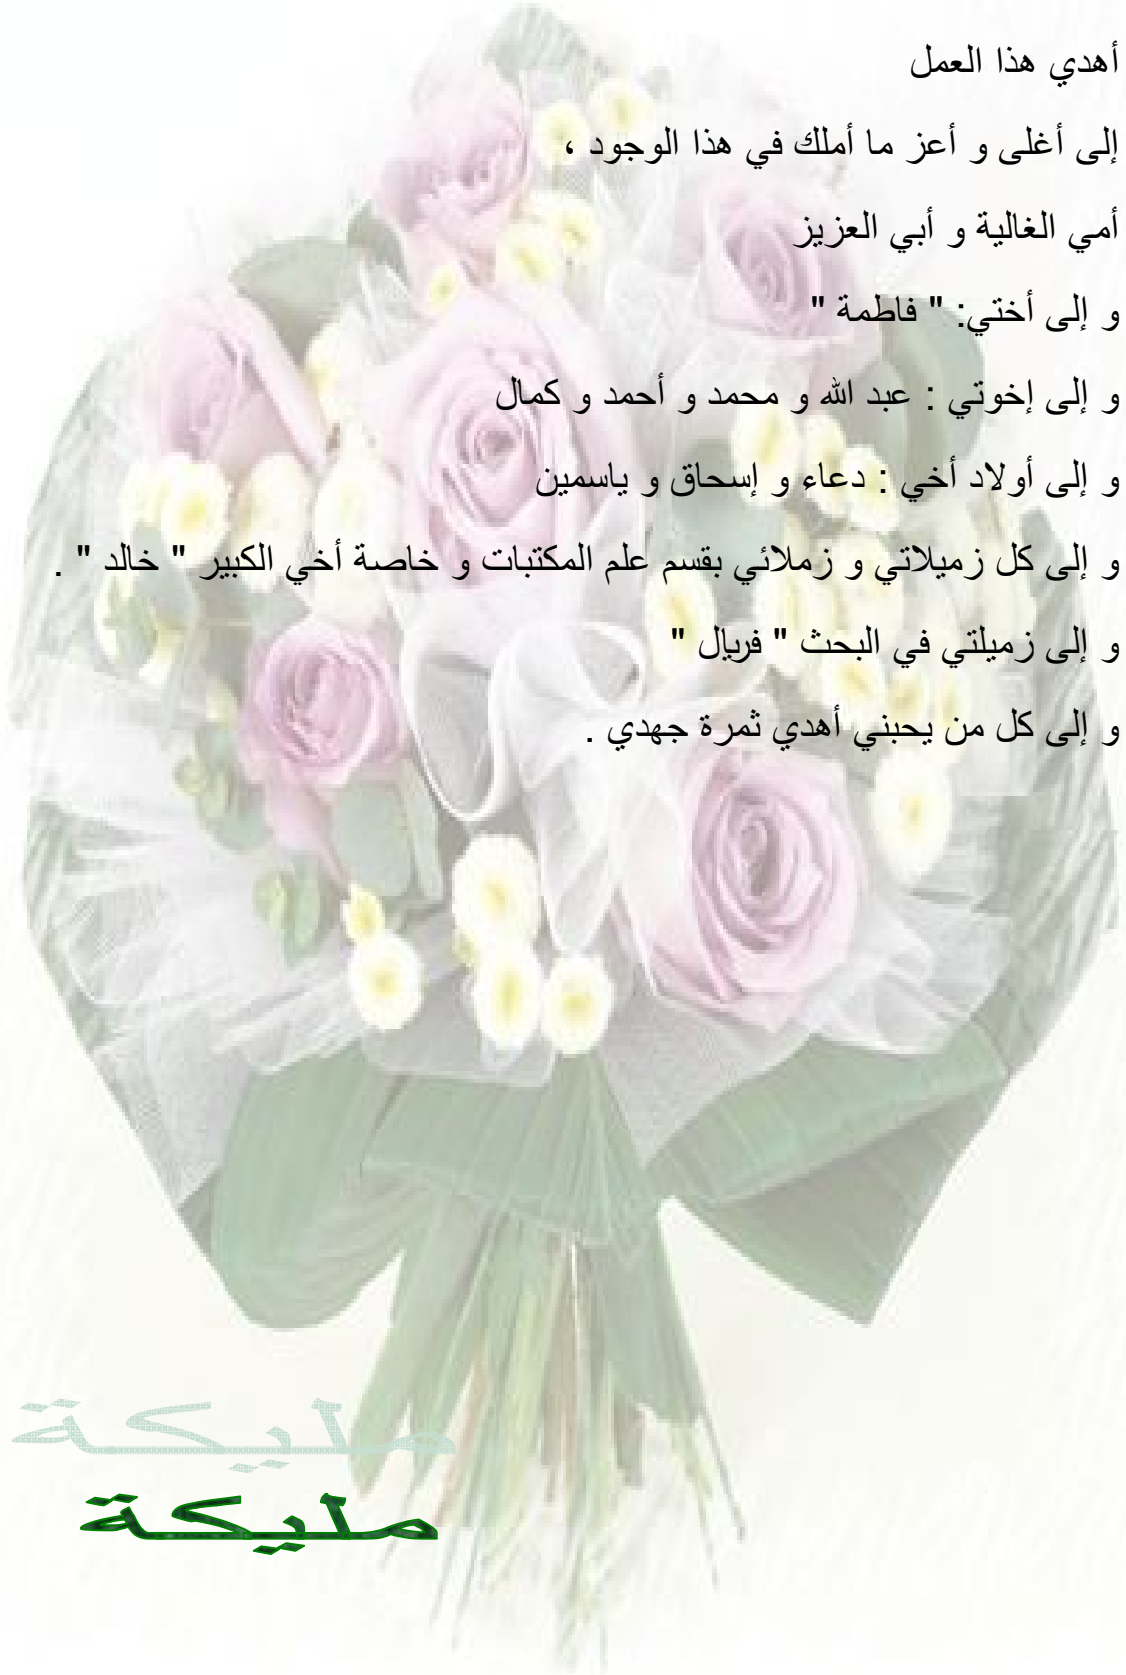 أهدي هذا العمل
إلى أغلى و أعز ما أملك في هذا الوجود ،
أمي الغالية و أبي العزيز
و إلى أختي: " فاطمة "
و إلى إخوتي : عبد الله و محمد و أحمد و كمال
و إلى أولاد أخي : دعاء و إسحاق و ياسمين
و إلى كل زميلاتي و زملائي بقسم علم المكتبات و خاصة أخي الكبير " خالد " .
و إلى زميلتي في البحث " فريال "
و إلى كل من يحبني أهدي ثمرة جهدي .
مليكة